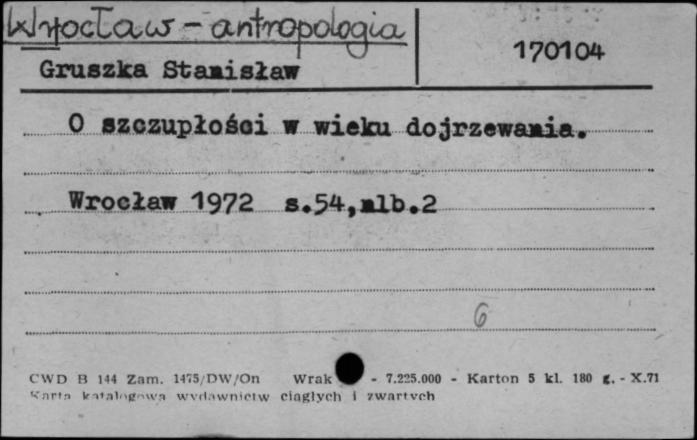 Wrocław - antropologia
170104
Gruszka Stanisław
O szczupłości w wieku dojrzewania.
Wrocław 1972 s.54,nlb.2
6
CWD B 144 Zam. 1475/DW/On Wrak - 7.225.000 - Karton 5 kl. 180 g. - X.71
Karta katalogowa wydawnictw ciągłych i zwartych